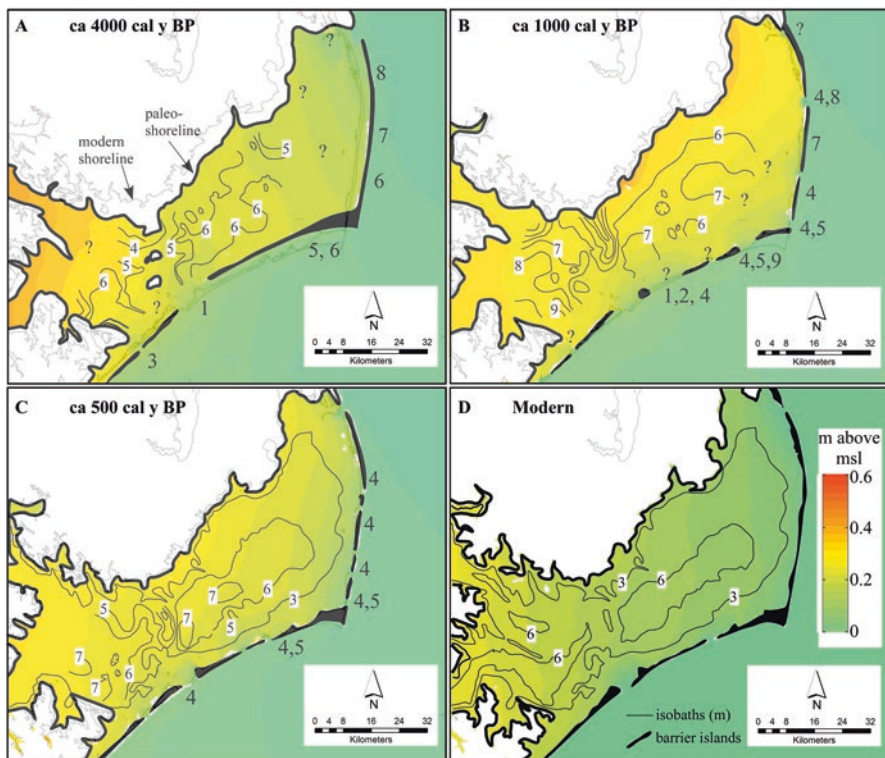 A ca 4000 cal y BP
?
8
paleo-
shoreline
modern
shoreline
?
5
7
?
6
6
?
4
5
6
6
5
6
5, 6
?
1
3
N
0 4 8 16 24 32
Kilometers
B ca 1000 cal y BP
?
4,8
6
7
?
7
4
?
6
7
7
4,5
8
?
?
4,5,9
?
9
1,2, 4
?
N
0 4 8 16 24 32
Kilometers
C ca 500 cal y BP
4
4
4
5
7
6
3
4,5
7
5
7
6
4,5
7
4
N
0 4 8 16 24 32
Kilometers
D Modern
m above
msl
0.6
0.4
0.2
0
3
6
3
6
6
N
isobaths (m)
barrier islands
0 4 8 16 24 32
Kilometers